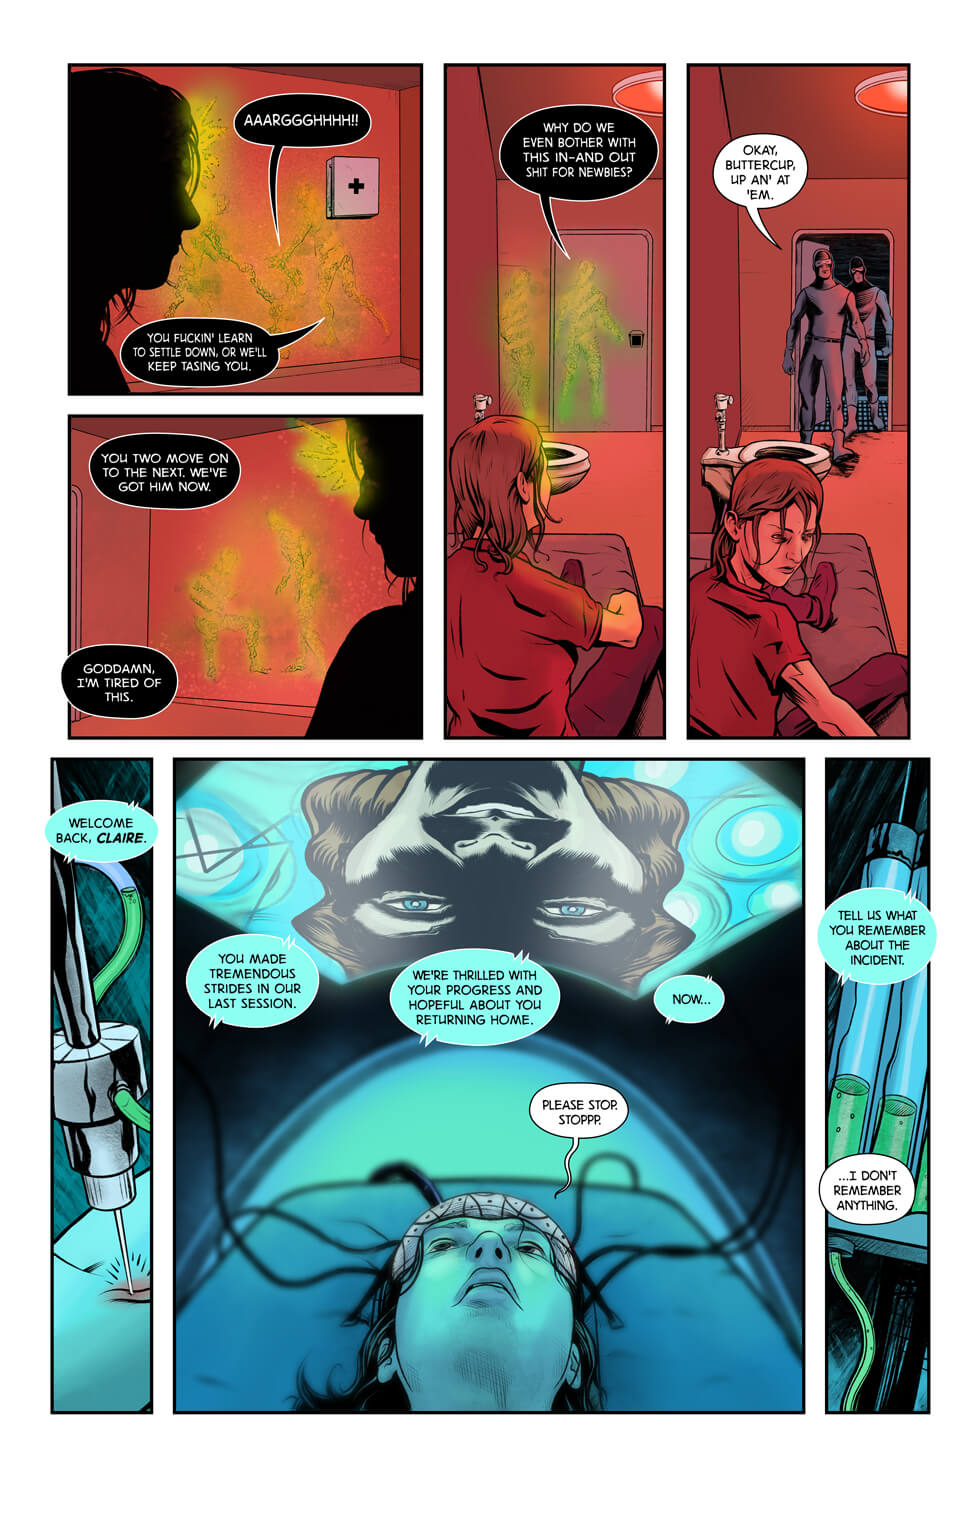 AAARGGGHHHH!!
YOU FUCKIN' LEARN
TO SETTLE DOWN, OR WE'LL
KEEP TASING YOU.
YOU TWO MOVE ON
TO THE NEXT. WE'VE
GOT HIM NOW.
GODDAMN,
I'M TIRED OF
THIS.
WHY DO WE
EVEN BOTHER WITH
THIS IN-AND OUT
SHIT FOR NEWBIES?
OKAY,
BUTTERCUP,
UP AN' AT
'EM.
WELCOME
BACK, CLAIRE.
YOU MADE
TREMENDOUS
STRIDES IN OUR
LAST SESSION.
WE'RE THRILLED WITH
YOUR PROGRESS AND
HOPEFUL ABOUT YOU
RETURNING HOME.
NOW...
PLEASE STOP.
STOPPP.
TELL US WHAT
YOU REMEMBER
ABOUT THE
INCIDENT.
...I DON'T
REMEMBER
ANYTHING.